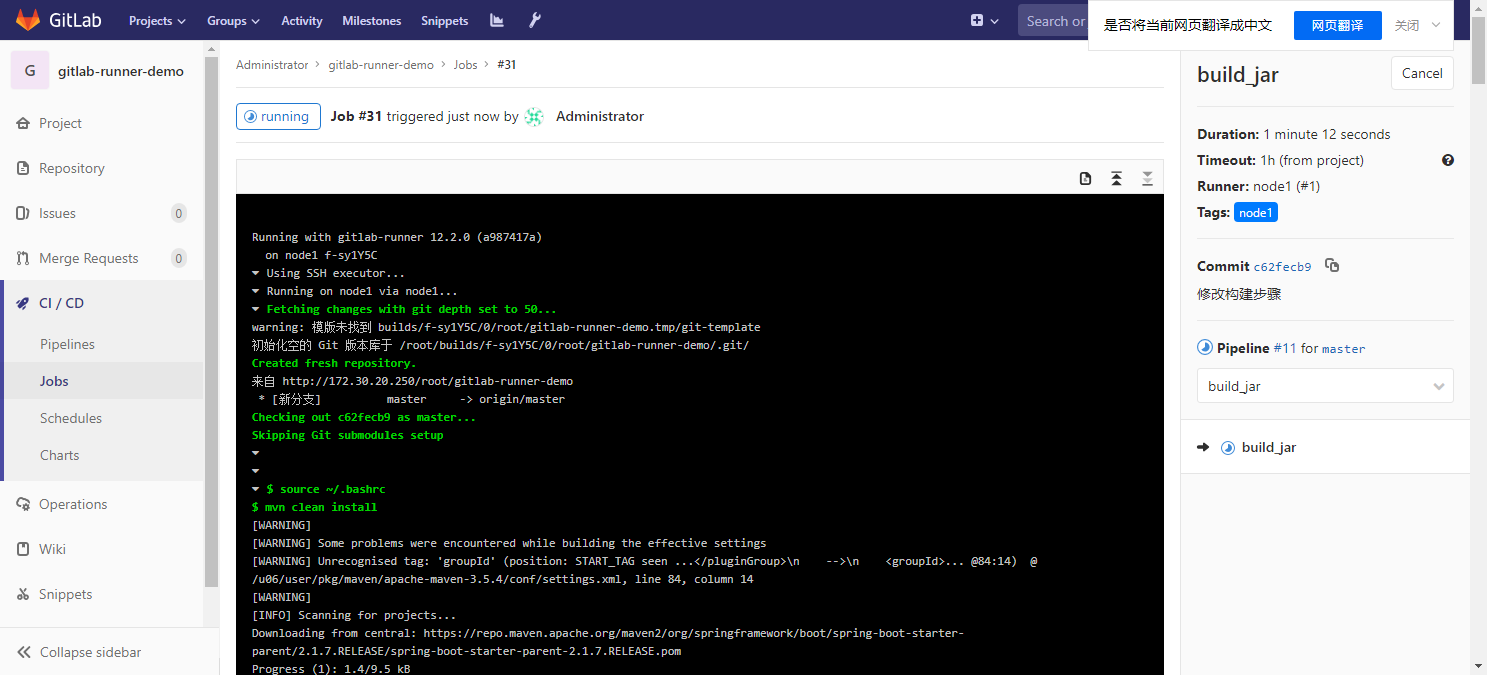 GitLab
Projects
Groups
Activity
Milestones
Snippets
Search or
是否将当前网页翻译成中文
网页翻译
关闭
G
gitlab-runner-demo
Project
Repository
Issues
0
Merge Requests
0
CI / CD
Pipelines
Jobs
Schedules
Charts
Operations
Wiki
Snippets
Collapse sidebar
Administrator > gitlab-runner-demo > Jobs > #31
running Job #31 triggered just now by Administrator
Running with gitlab-runner 12.2.0 (a987417a)
on node1 f-sy1Y5C
Using SSH executor...
Running on node1 via node1...
Fetching changes with git depth set to 50...
warning: 模版未找到 builds/f-sy1Y5C/0/root/gitlab-runner-demo.tmp/git-template
初始化空的 Git 版本库于 /root/builds/f-sy1Y5C/0/root/gitlab-runner-demo/.git/
Created fresh repository.
来自 http://172.30.20.250/root/gitlab-runner-demo
* [新分支] master -> origin/master
Checking out c62fecb9 as master...
Skipping Git submodules setup
$ source ~/.bashrc
$ mvn clean install
[WARNING]
[WARNING] Some problems were encountered while building the effective settings
[WARNING] Unrecognised tag: 'groupId' (position: START_TAG seen ...</pluginGroup>\n    -->\n    <groupId>... @84:14)  @
/u06/user/pkg/maven/apache-maven-3.5.4/conf/settings.xml, line 84, column 14
[WARNING]
[INFO] Scanning for projects...
Downloading from central: https://repo.maven.apache.org/maven2/org/springframework/boot/spring-boot-starter-
parent/2.1.7.RELEASE/spring-boot-starter-parent-2.1.7.RELEASE.pom
Progress (1): 1.4/9.5 kB
build_jar
Cancel
Duration: 1 minute 12 seconds
Timeout: 1h (from project)
Runner: node1 (#1)
Tags: node1
Commit c62fecb9
修改构建步骤
Pipeline #11 for master
build_jar
build_jar